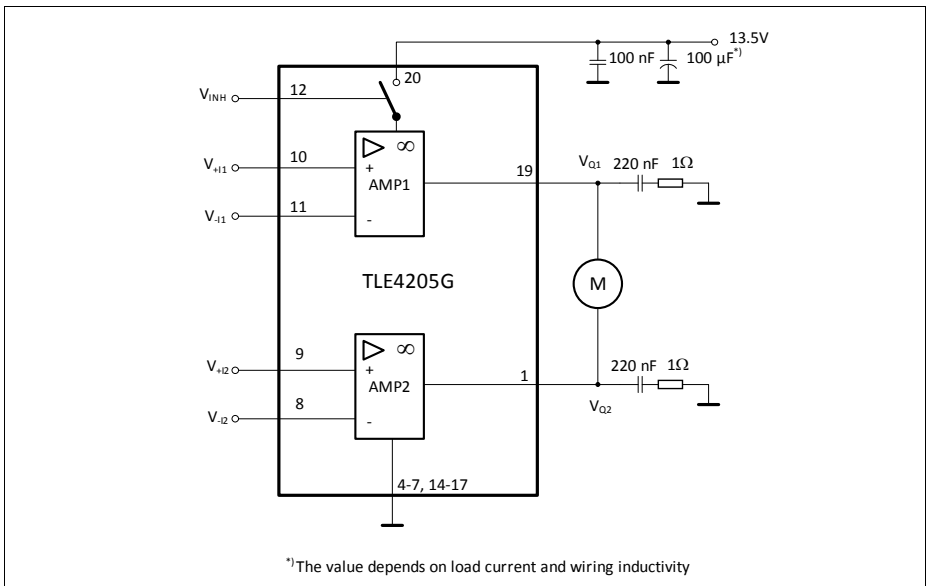 13.5V
100 nF
100 µF*)
20
VINH
12
∞
V+I1
10
+
AMP1
19
VQ1
220 nF
1Ω
V-I1
11
-
TLE4205G
M
∞
V+I2
9
+
AMP2
1
220 nF
1Ω
V-I2
8
-
VQ2
4-7, 14-17
*)The value depends on load current and wiring inductivity